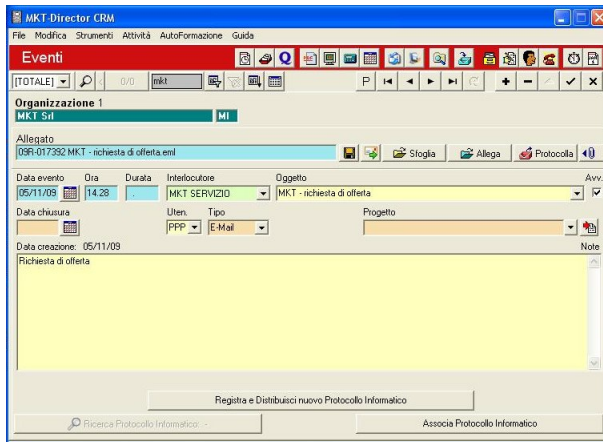 MKT-Director CRM
File Modifica Strumenti Attività AutoFormazione Guida
Eventi
[TOTALE] 0/0 mkt P
Organizzazione 1
MKT Srl MI
Allegato
09R-017392 MKT - richiesta di offerta.eml Sfoglia Allega Protocolla
Data evento Ora Durata Interlocutore Oggetto Avv.
05/11/09 14.28 . MKT SERVIZIO MKT - richiesta di offerta
Data chiusura Uten. Tipo Progetto
PPP E-Mail
Data creazione: 05/11/09 Note
Richiesta di offerta
Registra e Distribuisci nuovo Protocollo Informatico
Ricerca Protocollo Informatico: - Associa Protocollo Informatico